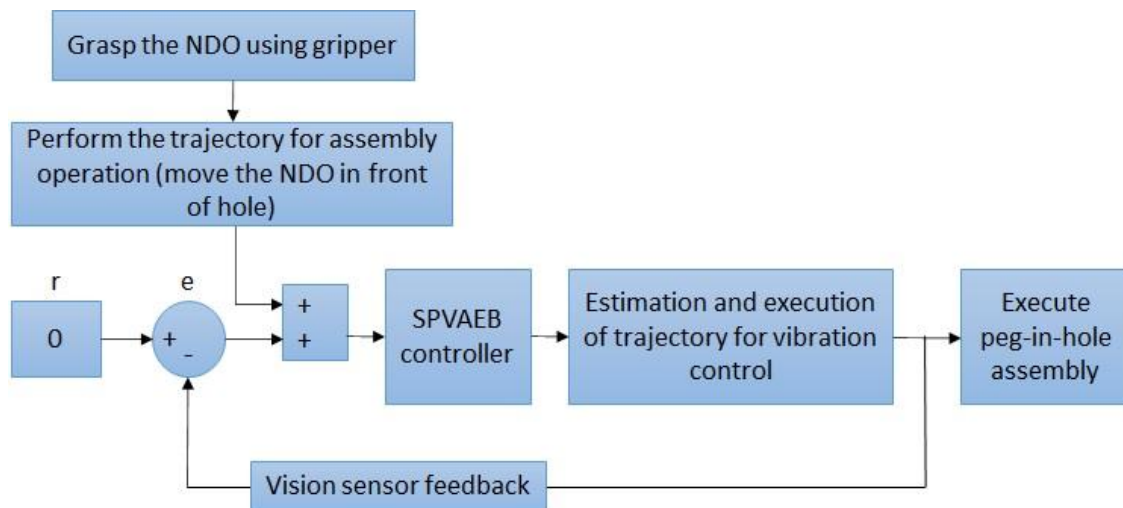 Grasp the NDO using gripper
Perform the trajectory for assembly
operation (move the NDO in front
of hole)
r
e
0
+
-
+
+
SPVAEB
controller
Estimation and execution
of trajectory for vibration
control
Execute
peg-in-hole
assembly
Vision sensor feedback